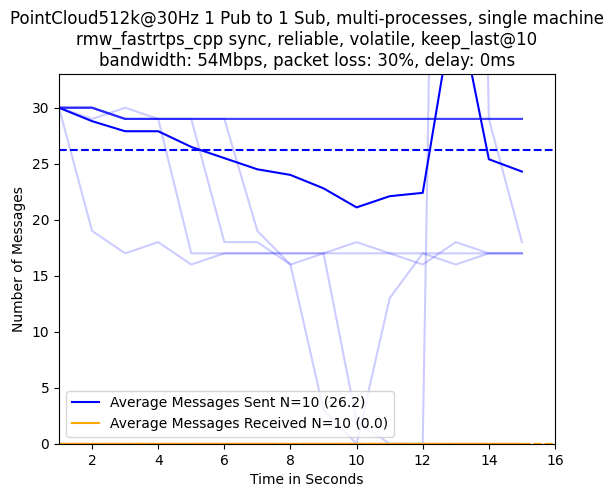 PointCloud512k@30Hz 1 Pub to 1 Sub, multi-processes, single machine
rmw_fastrtps_cpp sync, reliable, volatile, keep_last@10
bandwidth: 54Mbps, packet loss: 30%, delay: 0ms
Number of Messages
30
25
20
15
10
5
0
Average Messages Sent N=10 (26.2)
Average Messages Received N=10 (0.0)
2 4 6 8 10 12 14 16
Time in Seconds